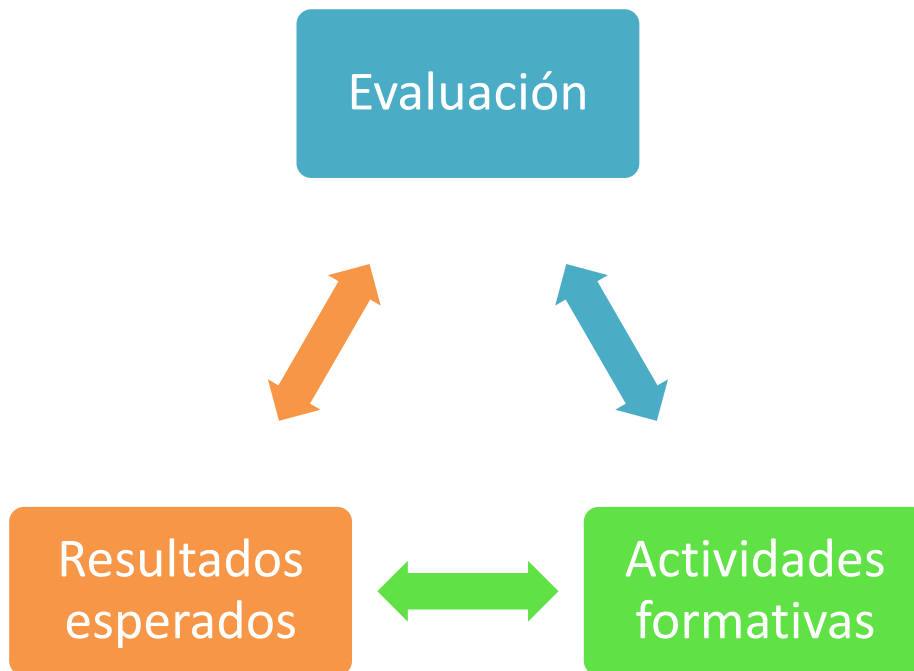 Evaluación
Resultados
esperados
Actividades
formativas